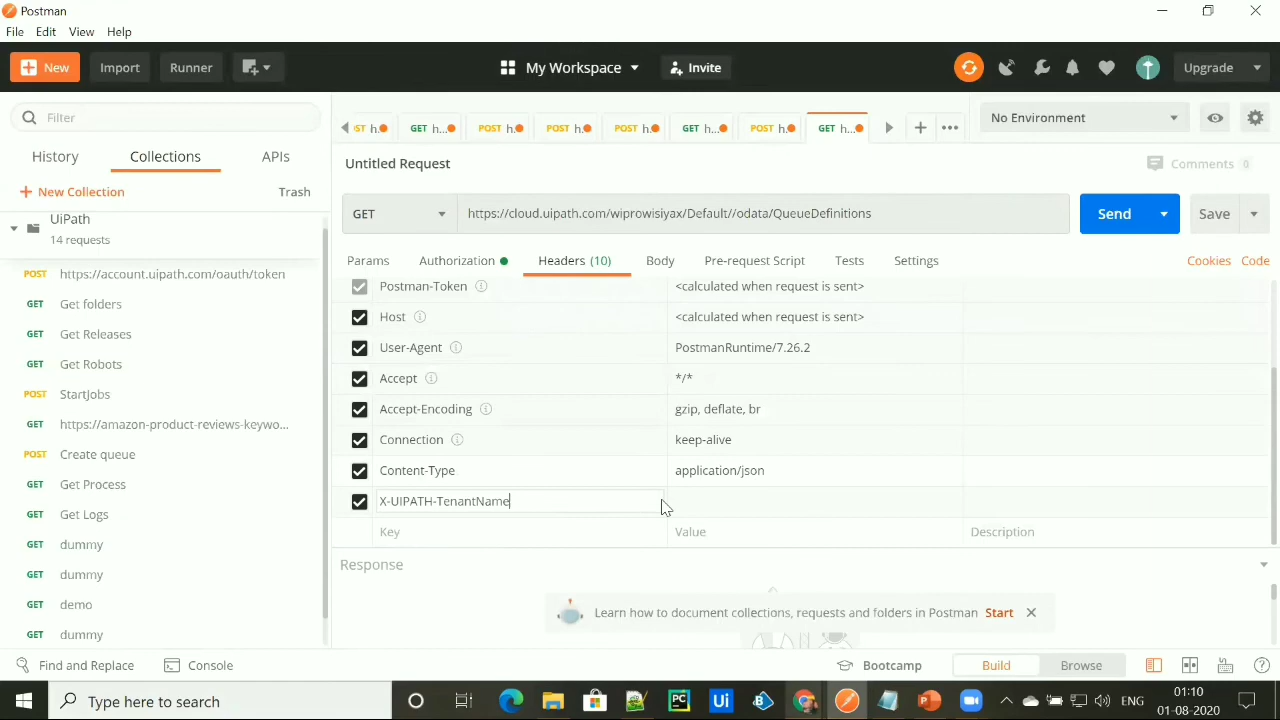 Postman
File Edit View Help
New Import Runner My Workspace Invite Upgrade
Filter
History Collections APIs
New Collection Trash
UiPath
14 requests
POST https://account.uipath.com/oauth/token
GET Get folders
GET Get Releases
GET Get Robots
POST StartJobs
GET https://amazon-product-reviews-keywo...
POST Create queue
GET Get Process
GET Get Logs
GET dummy
GET dummy
GET demo
GET dummy
ST h. GET h... POST h. POST h. POST h. GET h... POST h. GET h... No Environment
Untitled Request Comments 0
GET https://cloud.uipath.com/wiprowisiyax/Default//odata/QueueDefinitions Send Save
Params Authorization Headers (10) Body Pre-request Script Tests Settings Cookies Code
Postman-Token <calculated when request is sent>
Host <calculated when request is sent>
User-Agent PostmanRuntime/7.26.2
Accept */*
Accept-Encoding gzip, deflate, br
Connection keep-alive
Content-Type application/json
X-UIPATH-TenantName
Key Value Description
Response
Learn how to document collections, requests and folders in Postman Start
Find and Replace Console Bootcamp Build Browse
Type here to search Ui ENG 01:10
01-08-2020